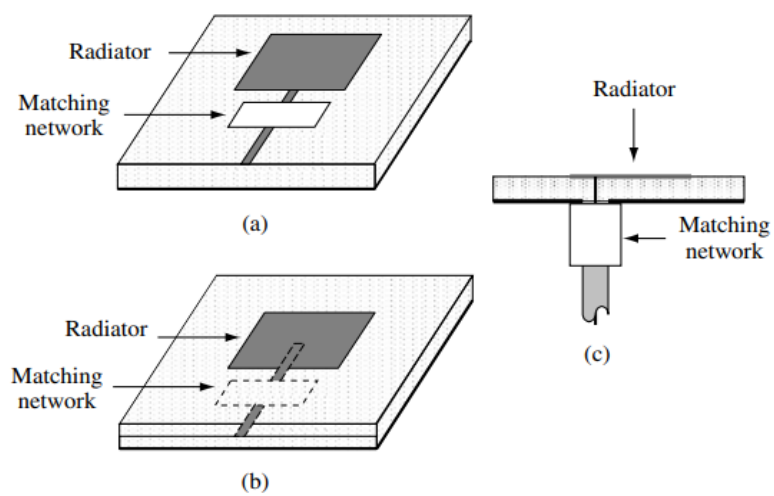 Radiator
Matching
network
(a)
Radiator
Matching
network
(b)
Radiator
Matching
network
(c)